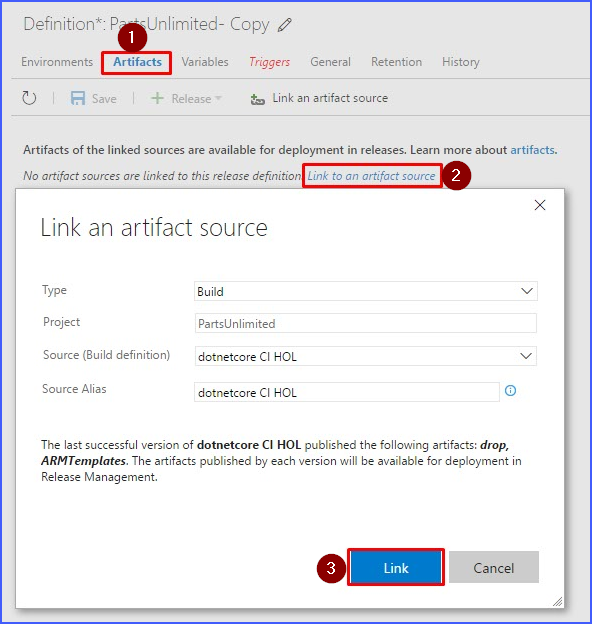 Definition*: PartsUnlimited- Copy
1
Environments Artifacts Variables Triggers General Retention History
Save Release Link an artifact source
Artifacts of the linked sources are available for deployment in releases. Learn more about artifacts.
No artifact sources are linked to this release definition. Link to an artifact source 2
Link an artifact source
Type Build
Project PartsUnlimited
Source (Build definition) dotnetcore CI HOL
Source Alias dotnetcore CI HOL
The last successful version of dotnetcore CI HOL published the following artifacts: drop,
ARMTemplates. The artifacts published by each version will be available for deployment in
Release Management.
3 Link Cancel